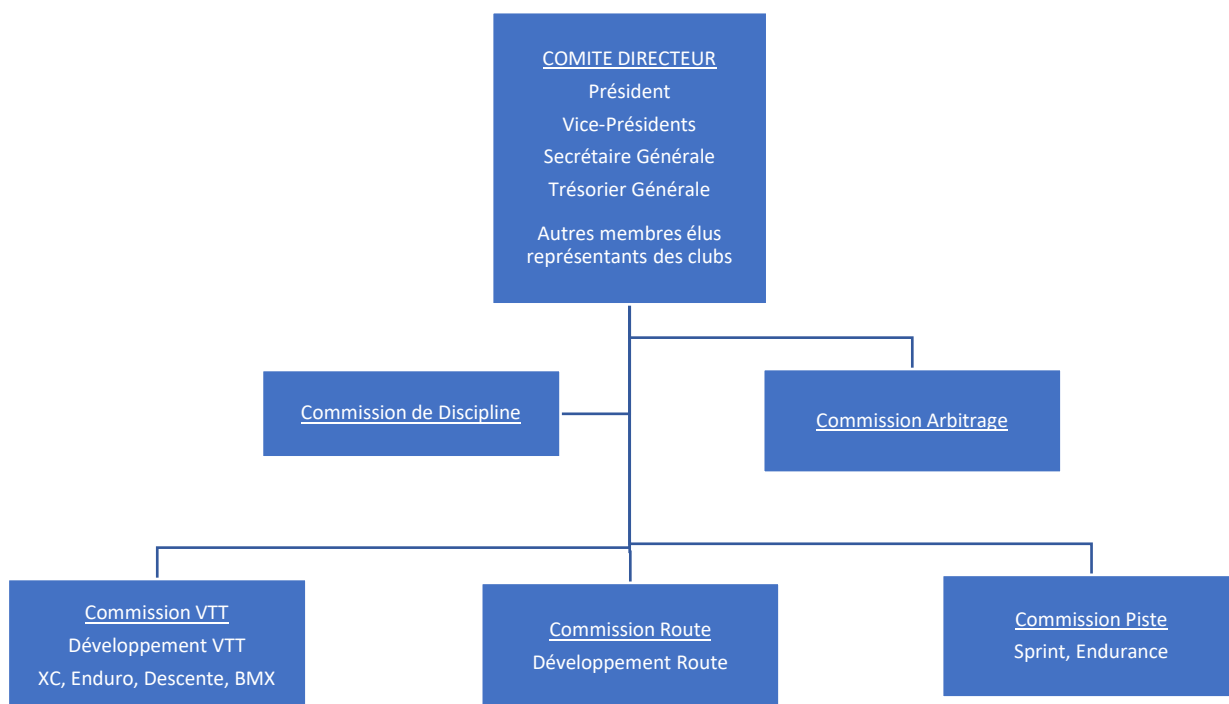 COMITE DIRECTEUR
Président
Vice-Présidents
Secrétaire Générale
Trésorier Générale
Autres membres élus
représentants des clubs
Commission de Discipline
Commission Arbitrage
Commission VTT
Développement VTT
XC, Enduro, Descente, BMX
Commission Route
Développement Route
Commission Piste
Sprint, Endurance